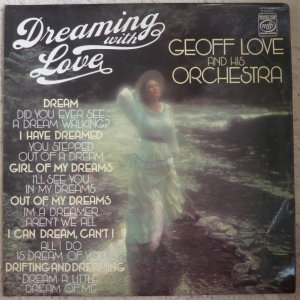 Dreaming
with
Love
GEOFF LOVE
AND HIS
ORCHESTRA
mfp
DREAM
DID YOU EVER SEE
A DREAM WALKING?
I HAVE DREAMED
YOU STEPPED
OUT OF A DREAM
GIRL OF MY DREAMS
I'LL SEE YOU
IN MY DREAMS
OUT OF MY DREAMS
I'M A DREAMER,
AREN'T WE ALL
I CAN DREAM, CAN'T I
ALL I DO
IS DREAM OF YOU
DRIFTING AND DREAMING
DREAM A LITTLE
DREAM OF ME